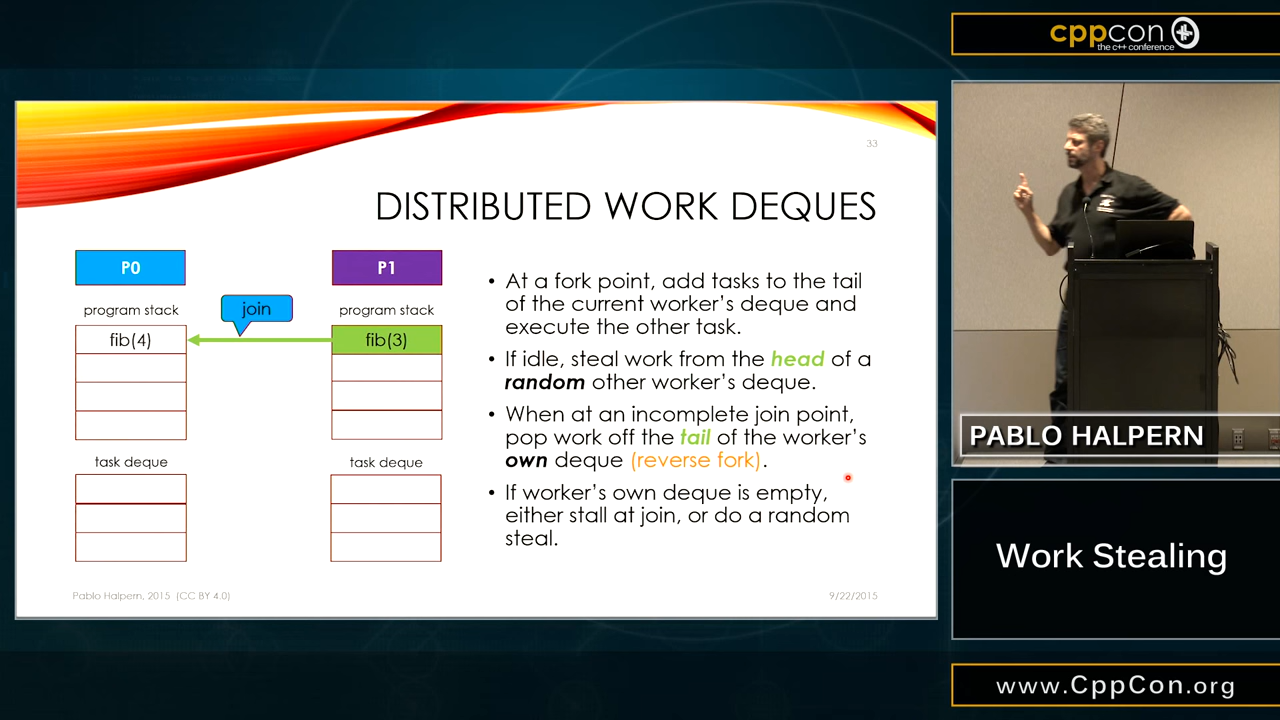 cppcon
the c++ conference
33
DISTRIBUTED WORK DEQUES
P0
P1
program stack
join
program stack
fib(4)
fib(3)
task deque
task deque
• At a fork point, add tasks to the tail
of the current worker's deque and
execute the other task.
• If idle, steal work from the head of a
random other worker's deque.
• When at an incomplete join point,
pop work off the tail of the worker's
own deque (reverse fork).
• If worker's own deque is empty,
either stall at join, or do a random
steal.
Pablo Halpern, 2015 (CC BY 4.0)
9/22/2015
PABLO HALPERN
Work Stealing
www.CppCon.org